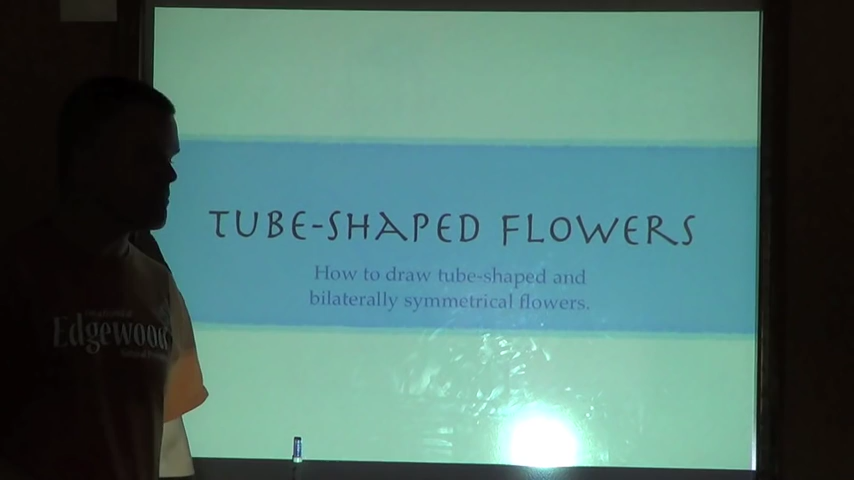 TUBE-SHAPED FLOWERS
How to draw tube-shaped and
bilaterally symmetrical flowers.
Edgewood